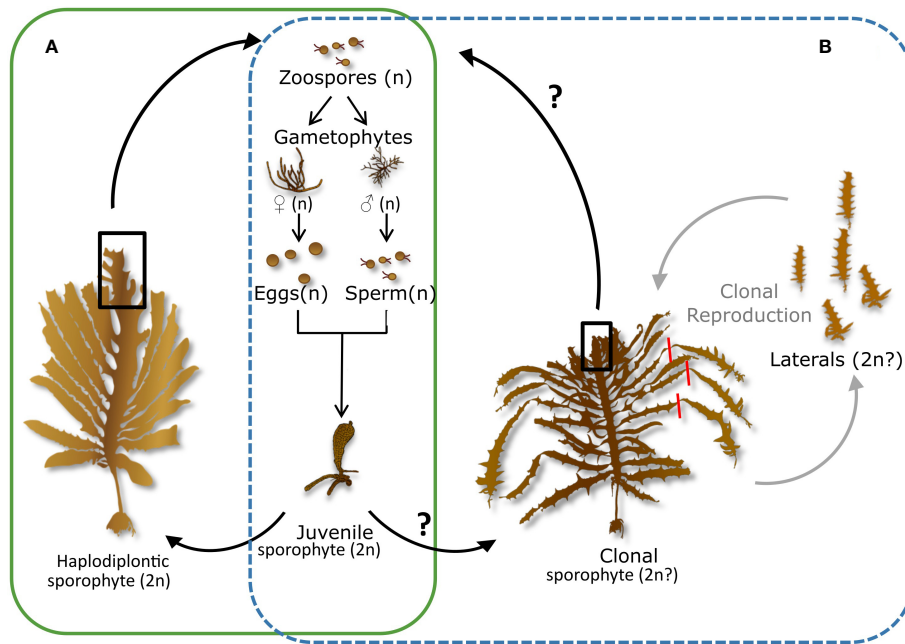 A
B
Zoospores (n)
?
Gametophytes
♀ (n)
♂ (n)
Eggs(n)
Sperm(n)
Clonal
Reproduction
Laterals (2n?)
?
Juvenile
sporophyte (2n)
Haplodiplontic
sporophyte (2n)
Clonal
sporophyte (2n?)